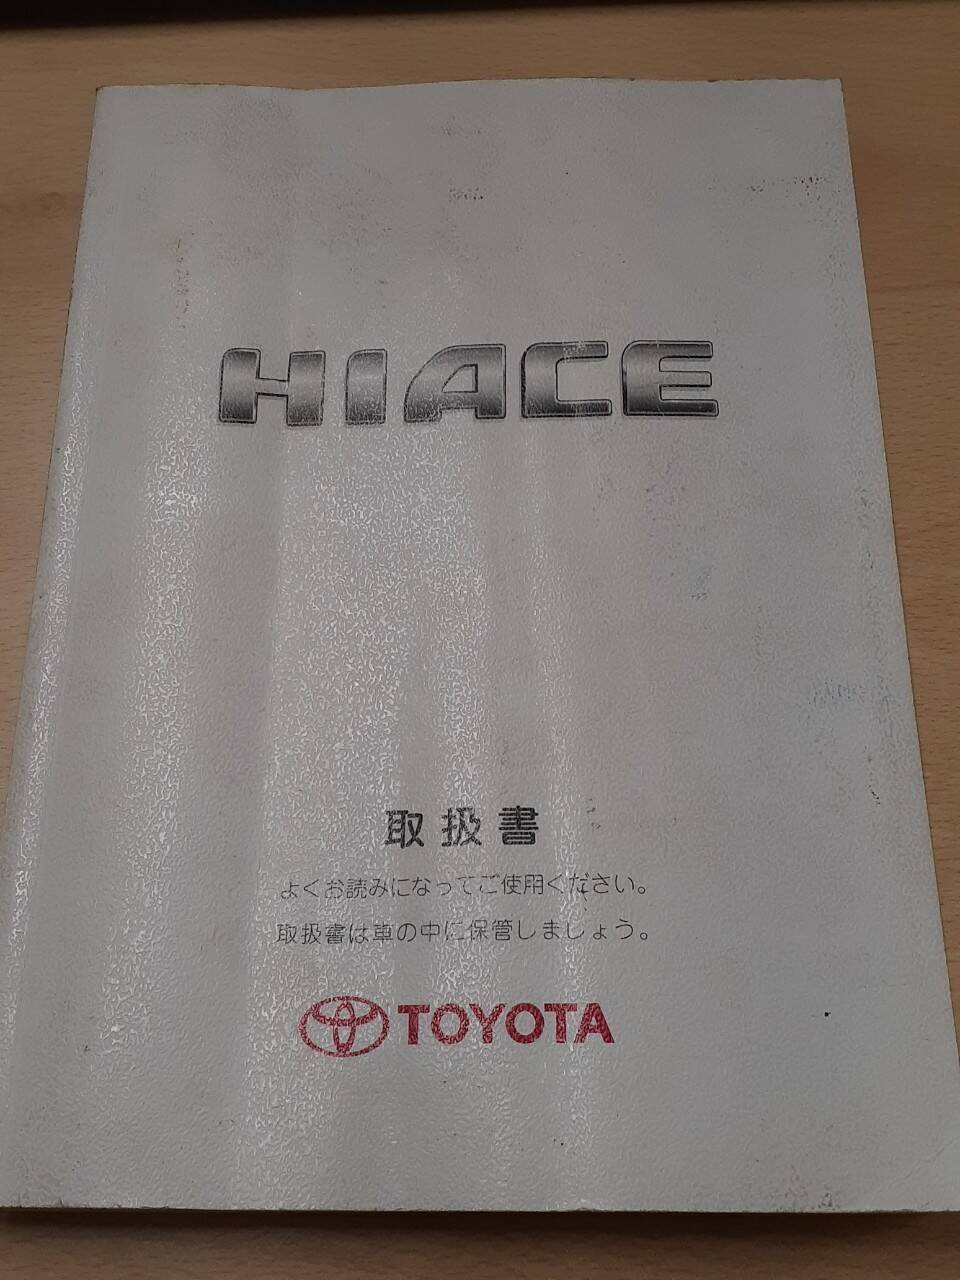 HIACE
取扱書
よくお読みになってご使用ください。
取扱書は車の中に保管しましょう。
TOYOTA